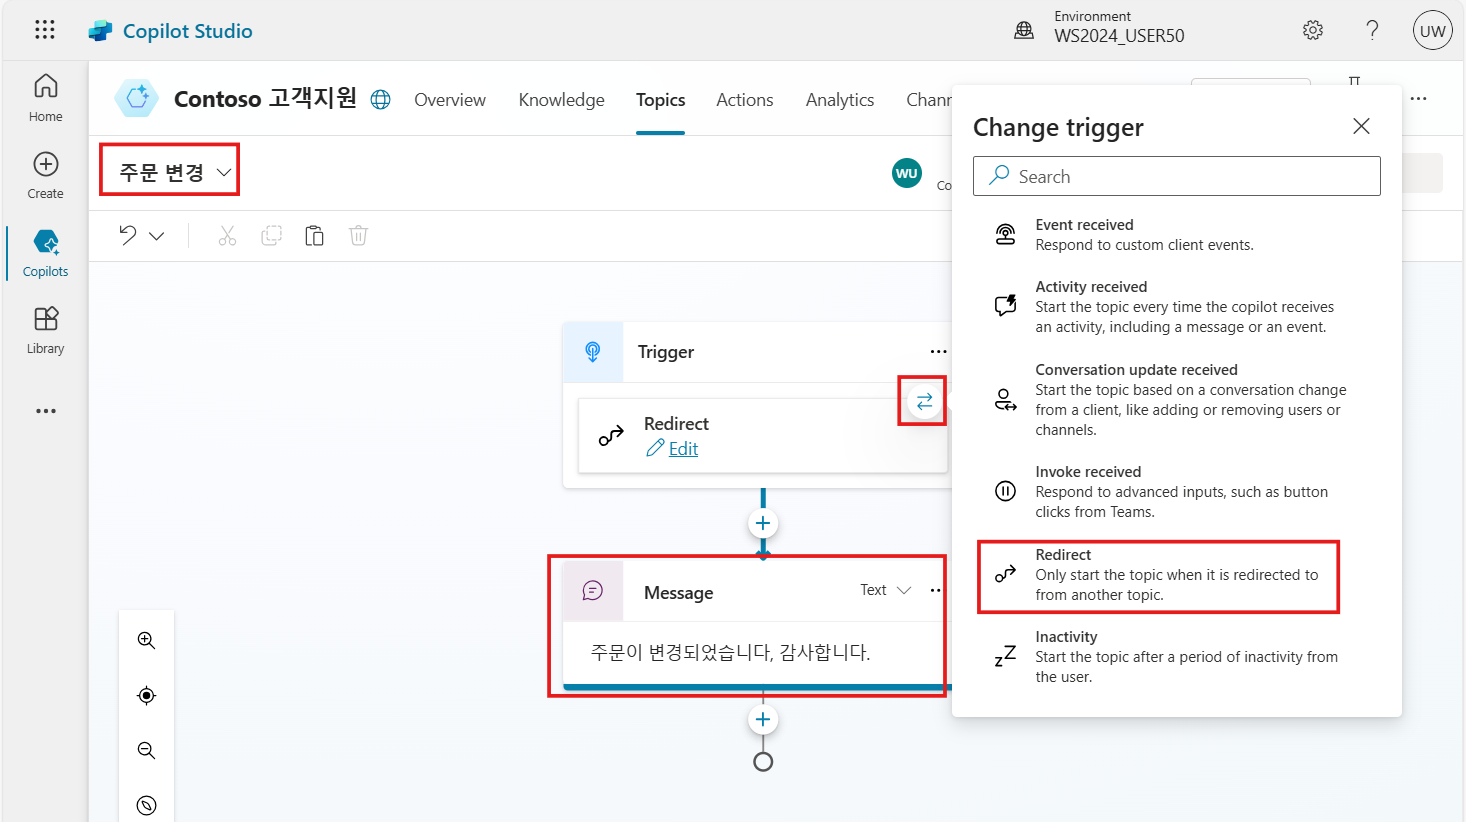 Copilot Studio
Environment
WS2024_USER50
UW
Home
Create
Copilots
Library
Contoso 고객지원
Overview
Knowledge
Topics
Actions
Analytics
Chann
주문 변경
WU
Co
Trigger
Redirect
Edit
Message
Text
주문이 변경되었습니다, 감사합니다.
Change trigger
Search
Event received
Respond to custom client events.
Activity received
Start the topic every time the copilot receives
an activity, including a message or an event.
Conversation update received
Start the topic based on a conversation change
from a client, like adding or removing users or
channels.
Invoke received
Respond to advanced inputs, such as button
clicks from Teams.
Redirect
Only start the topic when it is redirected to
from another topic.
Inactivity
Start the topic after a period of inactivity from
the user.